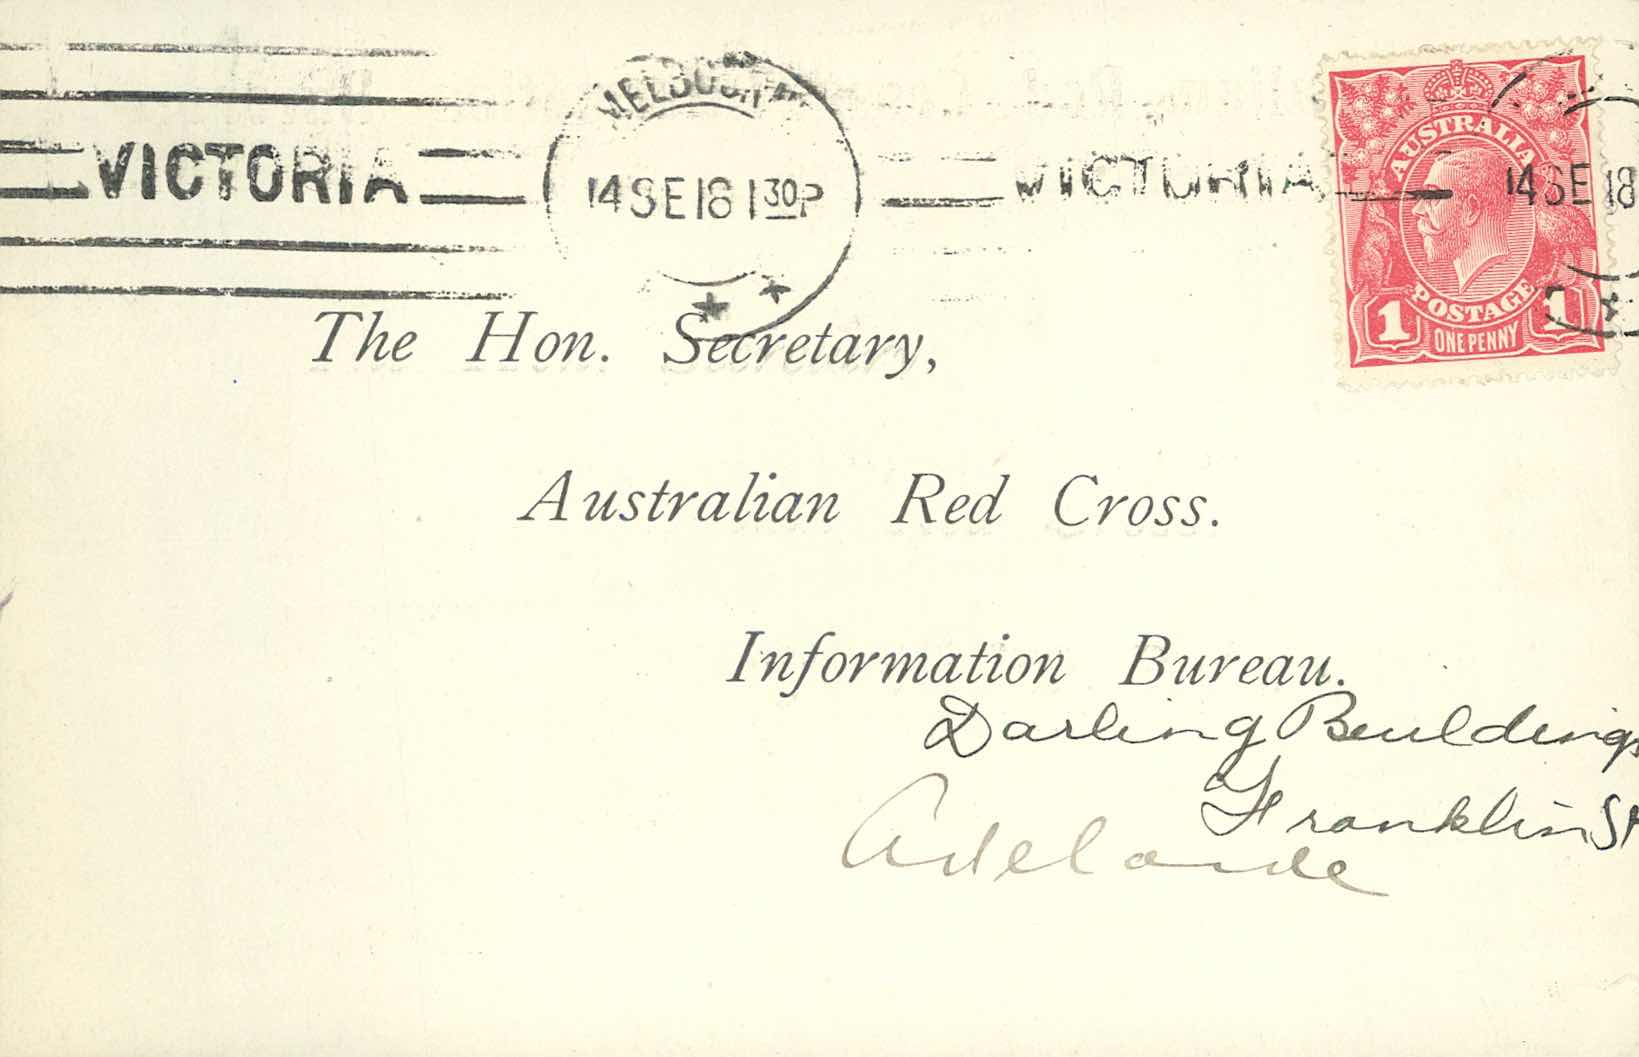 MELBOURNE
VICTORIA 14 SE 18 1 30 P VICTORIA 14 SE 18
AUSTRALIA
POSTAGE
1 ONE PENNY 1
The Hon. Secretary,
Australian Red Cross.
Information Bureau.
Darling Buildings
Franklin St
Adelaide